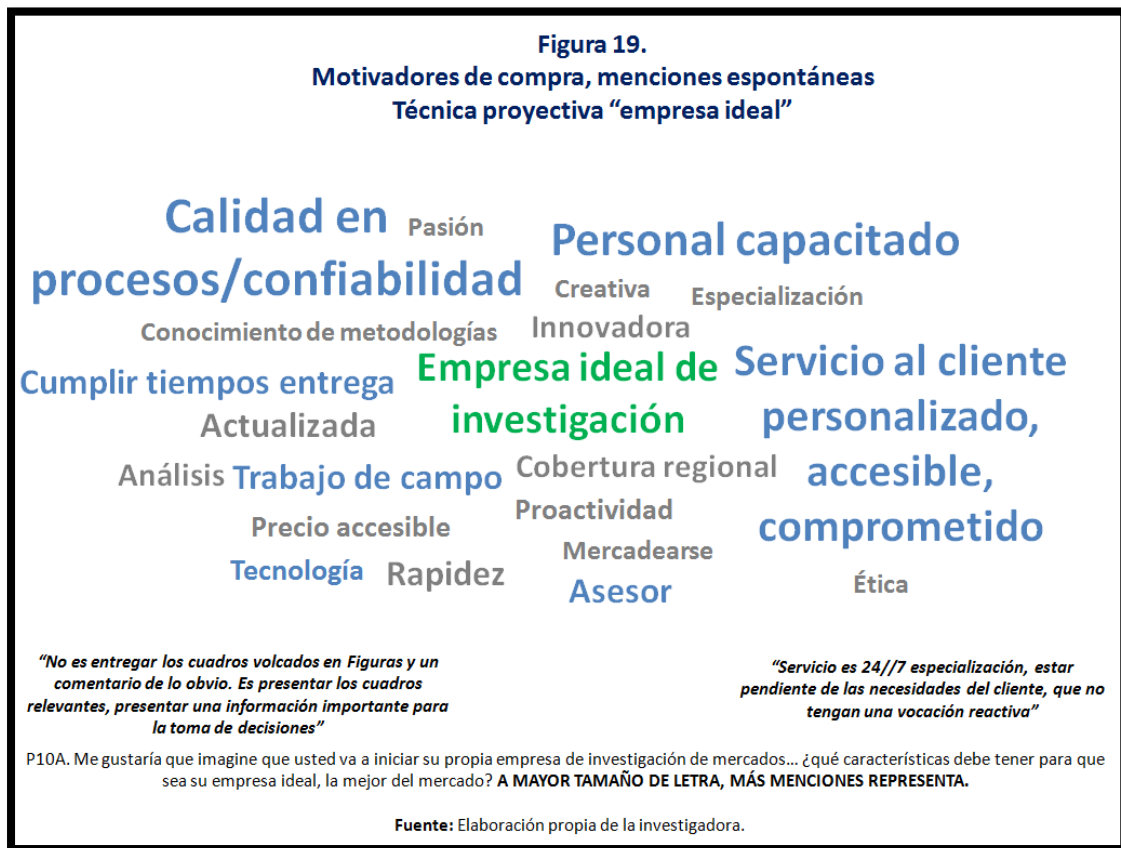 Figura 19.
Motivadores de compra, menciones espontáneas
Técnica proyectiva “empresa ideal”
Calidad en
procesos/confiabilidad
Pasión
Personal capacitado
Creativa
Especialización
Conocimiento de metodologías
Innovadora
Cumplir tiempos entrega
Empresa ideal de
investigación
Servicio al cliente
personalizado,
accesible,
comprometido
Actualizada
Análisis
Trabajo de campo
Cobertura regional
Precio accesible
Proactividad
Mercadearse
Tecnología
Rapidez
Asesor
Ética
“No es entregar los cuadros volcados en Figuras y un
comentario de lo obvio. Es presentar los cuadros
relevantes, presentar una información importante para
la toma de decisiones”
“Servicio es 24//7 especialización, estar
pendiente de las necesidades del cliente, que no
tengan una vocación reactiva”
P10A. Me gustaría que imagine que usted va a iniciar su propia empresa de investigación de mercados… ¿qué características debe tener para que
sea su empresa ideal, la mejor del mercado? A MAYOR TAMAÑO DE LETRA, MÁS MENCIONES REPRESENTA.
Fuente: Elaboración propia de la investigadora.